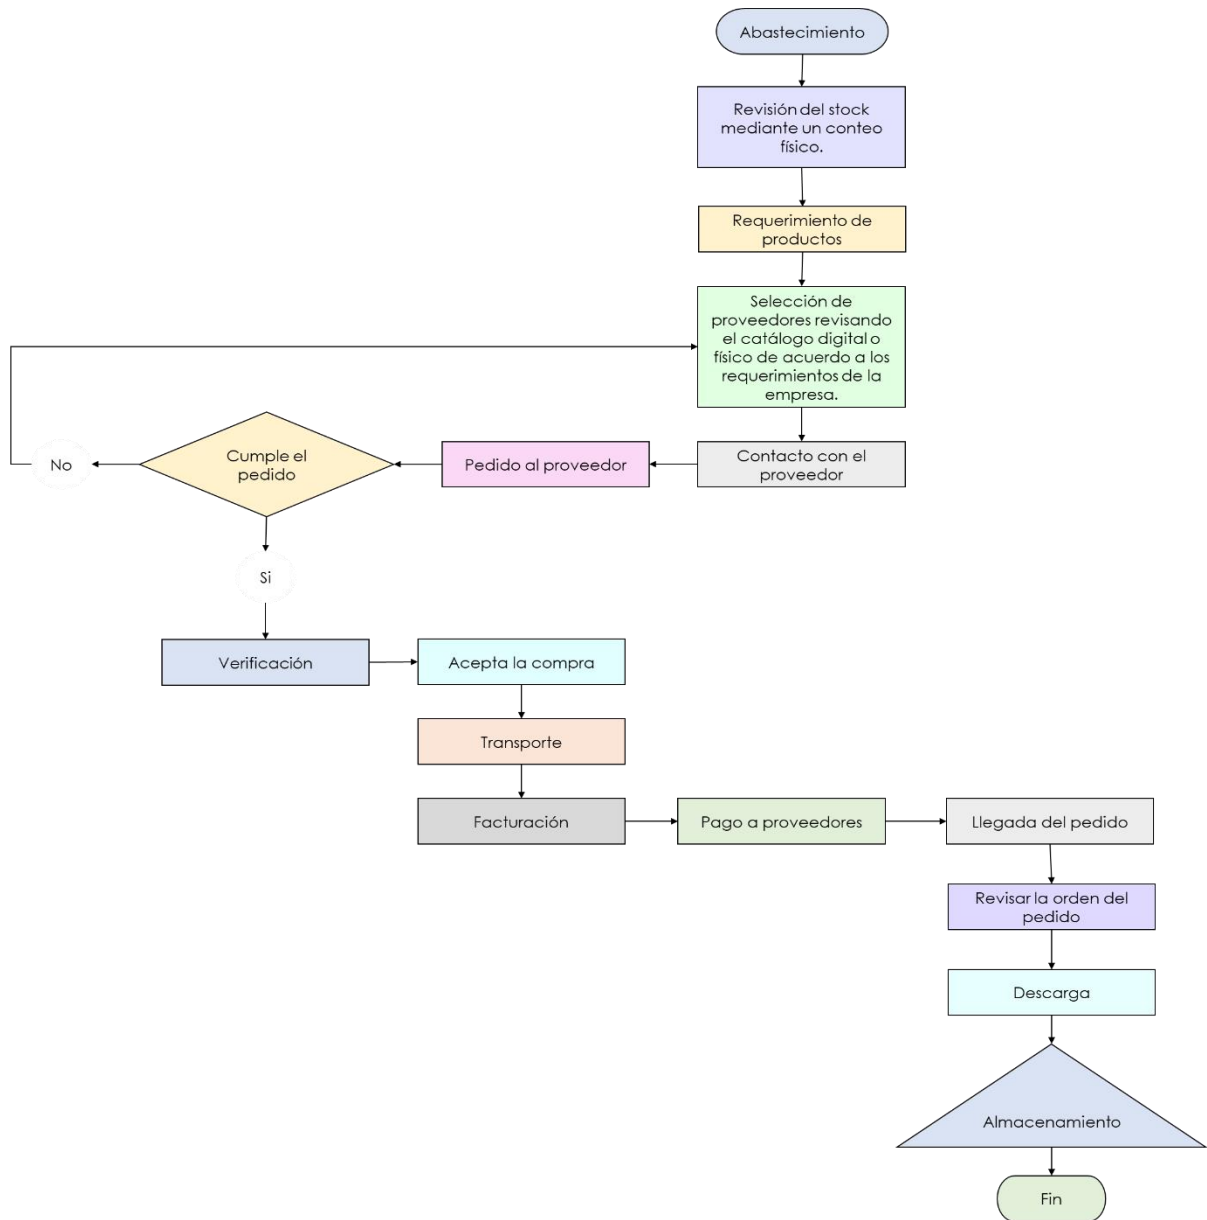 Abastecimiento
Revisión del stock
mediante un conteo
físico.
Requerimiento de
productos
Selección de
proveedores revisando
el catálogo digital o
físico de acuerdo a los
requerimientos de la
empresa.
Contacto con el
proveedor
Pedido al proveedor
Cumple el
pedido
No
Si
Verificación
Acepta la compra
Transporte
Facturación
Pago a proveedores
Llegada del pedido
Revisar la orden del
pedido
Descarga
Almacenamiento
Fin